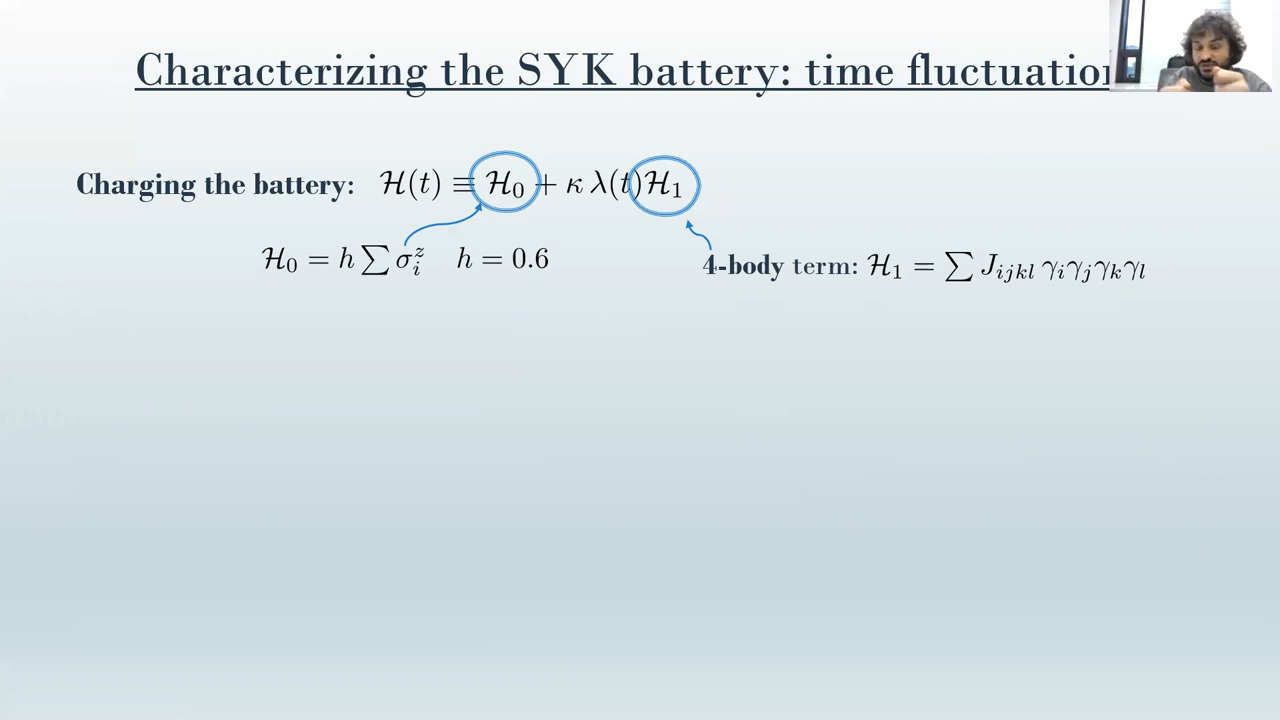 Characterizing the SYK battery: time fluctuation
Charging the battery: ℋ(t) ≡ ℋ₀ + κ λ(t)ℋ₁
ℋ₀ = h ∑ σᵢᶻ h = 0.6
4-body term: ℋ₁ = ∑ J_{ijkl} γᵢγⱼγₖγₗ